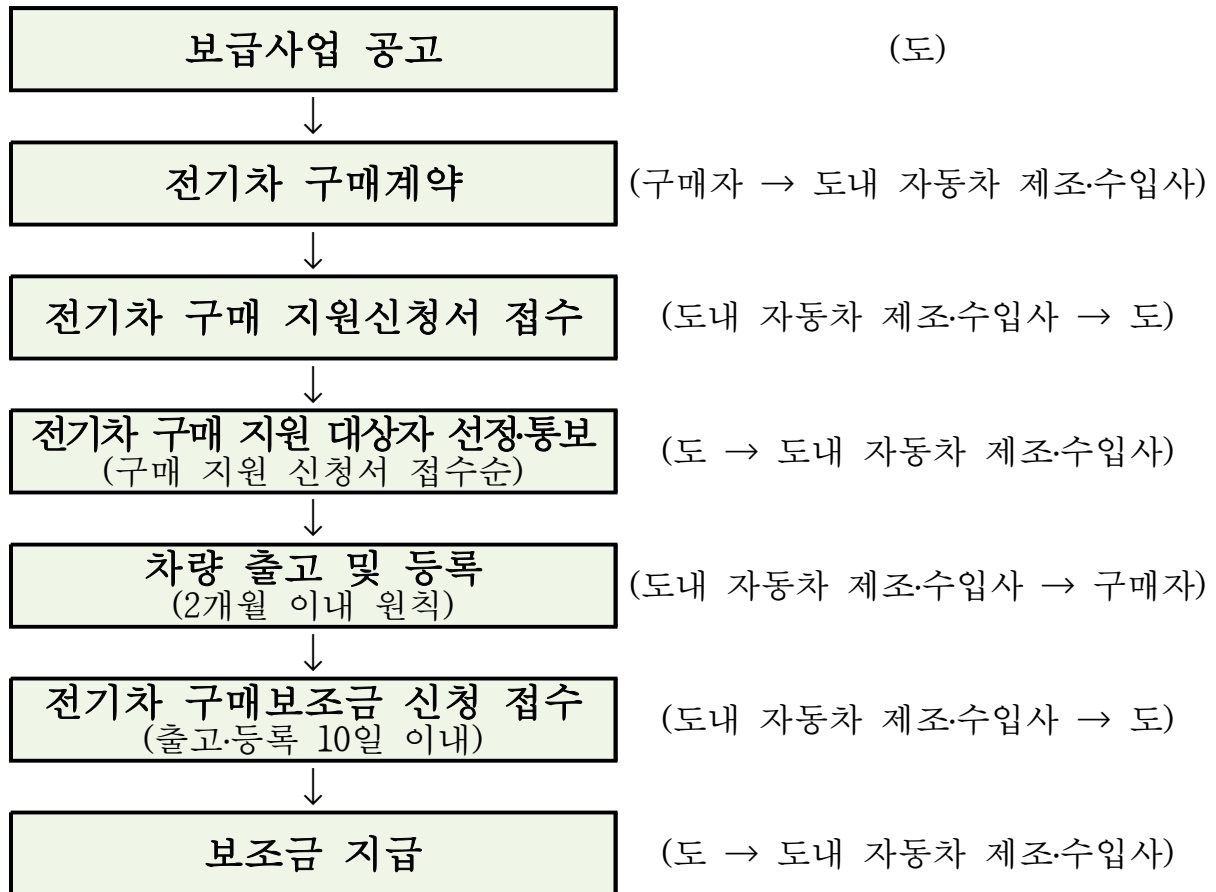 보급사업 공고 (도)
↓
전기차 구매계약 (구매자 → 도내 자동차 제조·수입사)
↓
전기차 구매 지원신청서 접수 (도내 자동차 제조·수입사 → 도)
↓
전기차 구매 지원 대상자 선정·통보
(구매 지원 신청서 접수순) (도 → 도내 자동차 제조·수입사)
↓
차량 출고 및 등록
(2개월 이내 원칙) (도내 자동차 제조·수입사 → 구매자)
↓
전기차 구매보조금 신청 접수
(출고·등록 10일 이내) (도내 자동차 제조·수입사 → 도)
↓
보조금 지급 (도 → 도내 자동차 제조·수입사)